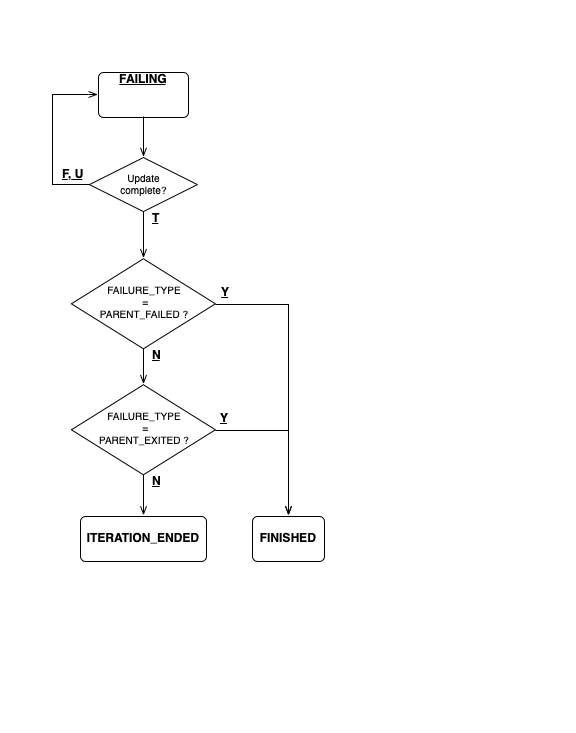 FAILING
F, U
Update
complete?
T
FAILURE_TYPE
=
PARENT_FAILED ?
Y
N
FAILURE_TYPE
=
PARENT_EXITED ?
Y
N
ITERATION_ENDED
FINISHED